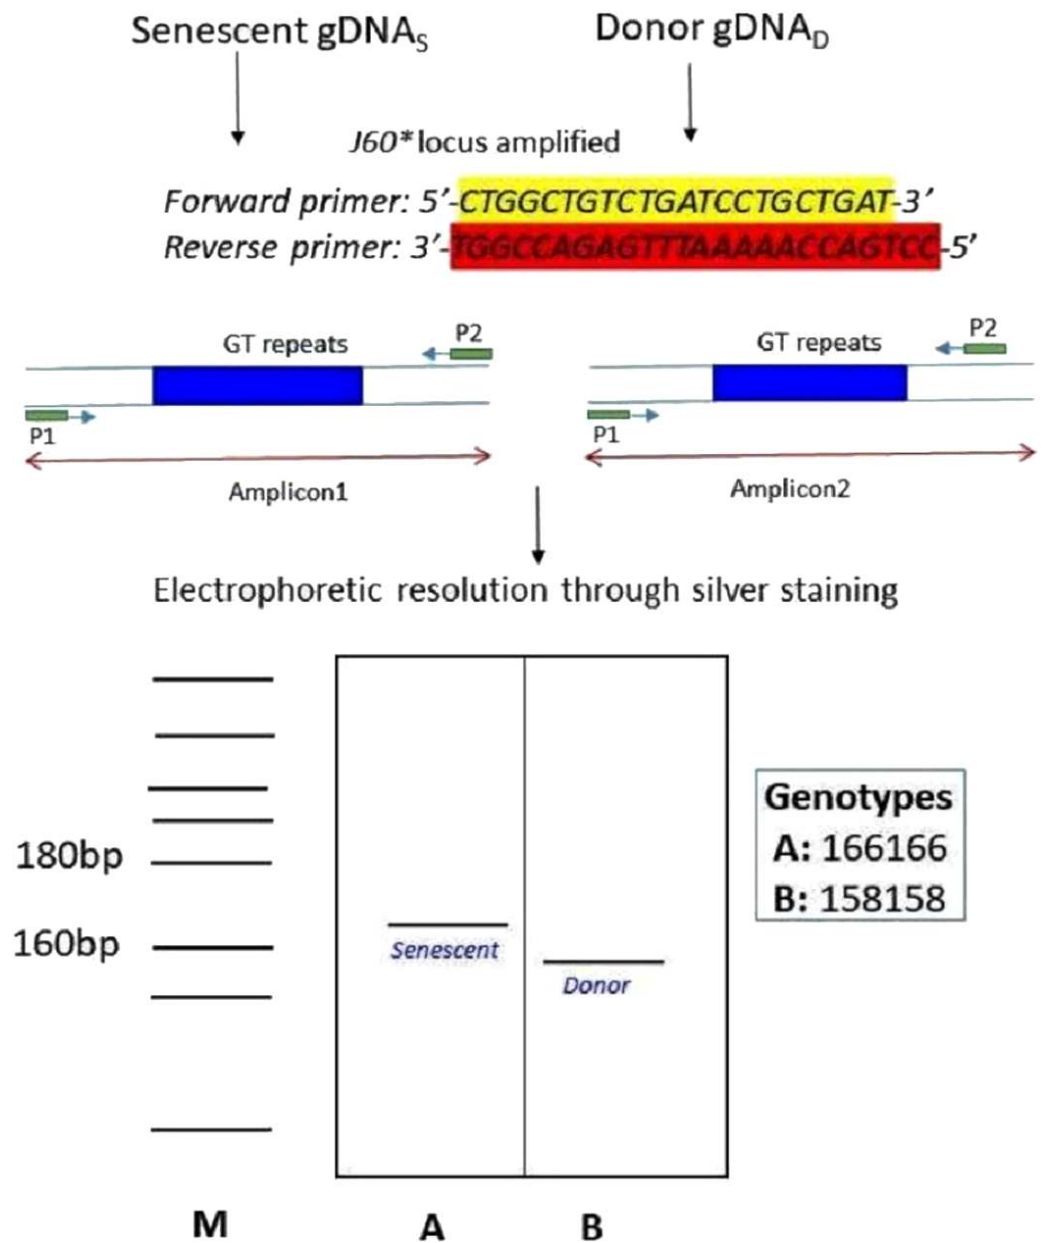 Senescent gDNAS
Donor gDNAD
J60* locus amplified
Forward primer: 5'-CTGGCTGTCTGATCCTGCTGAT-3'
Reverse primer: 3'-TGGCCAGAGTTTAAAAACCAGTCC-5'
GT repeats
P2
P1
Amplicon1
GT repeats
P2
P1
Amplicon2
Electrophoretic resolution through silver staining
180bp
160bp
Senescent
Donor
Genotypes
A: 166166
B: 158158
M A B